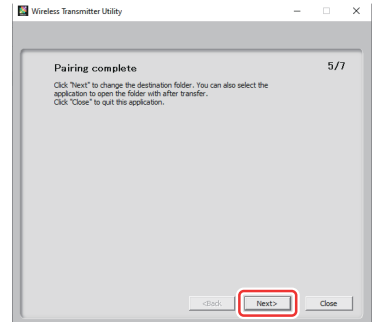 Wireless Transmitter Utility
Pairing complete 5/7
Click "Next" to change the destination folder. You can also select the
application to open the folder with after transfer.
Click "Close" to quit this application.
<Back Next> Close